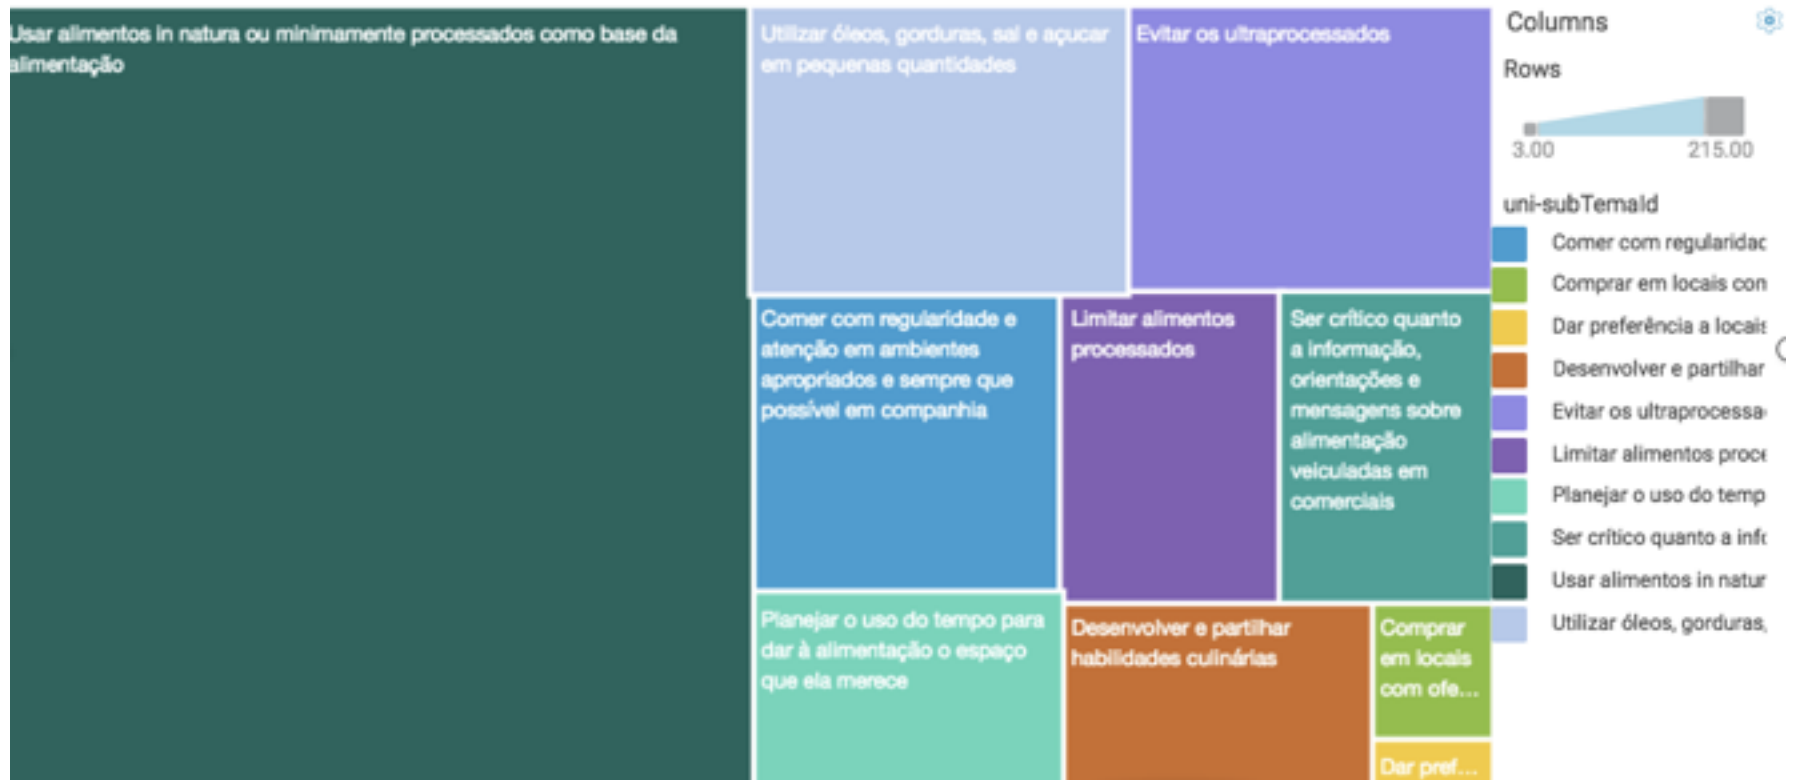 Usar alimentos in natura ou minimamente processados como base da
alimentação
Utilizar óleos, gorduras, sal e açucar
em pequenas quantidades
Evitar os ultraprocessados
Comer com regularidade e
atenção em ambientes
apropriados e sempre que
possível em companhia
Limitar alimentos
processados
Ser crítico quanto
a informação,
orientações e
mensagens sobre
alimentação
veiculadas em
comerciais
Planejar o uso do tempo para
dar à alimentação o espaço
que ela merece
Desenvolver e partilhar
habilidades culinárias
Comprar
em locais
com ofe...
Dar pref...
Columns
Rows
3.00 215.00
uni-subTemaId
Comer com regularidac
Comprar em locais con
Dar preferência a locais
Desenvolver e partilhar
Evitar os ultraprocessa
Limitar alimentos proce
Planejar o uso do temp
Ser crítico quanto a info
Usar alimentos in natur
Utilizar óleos, gorduras,